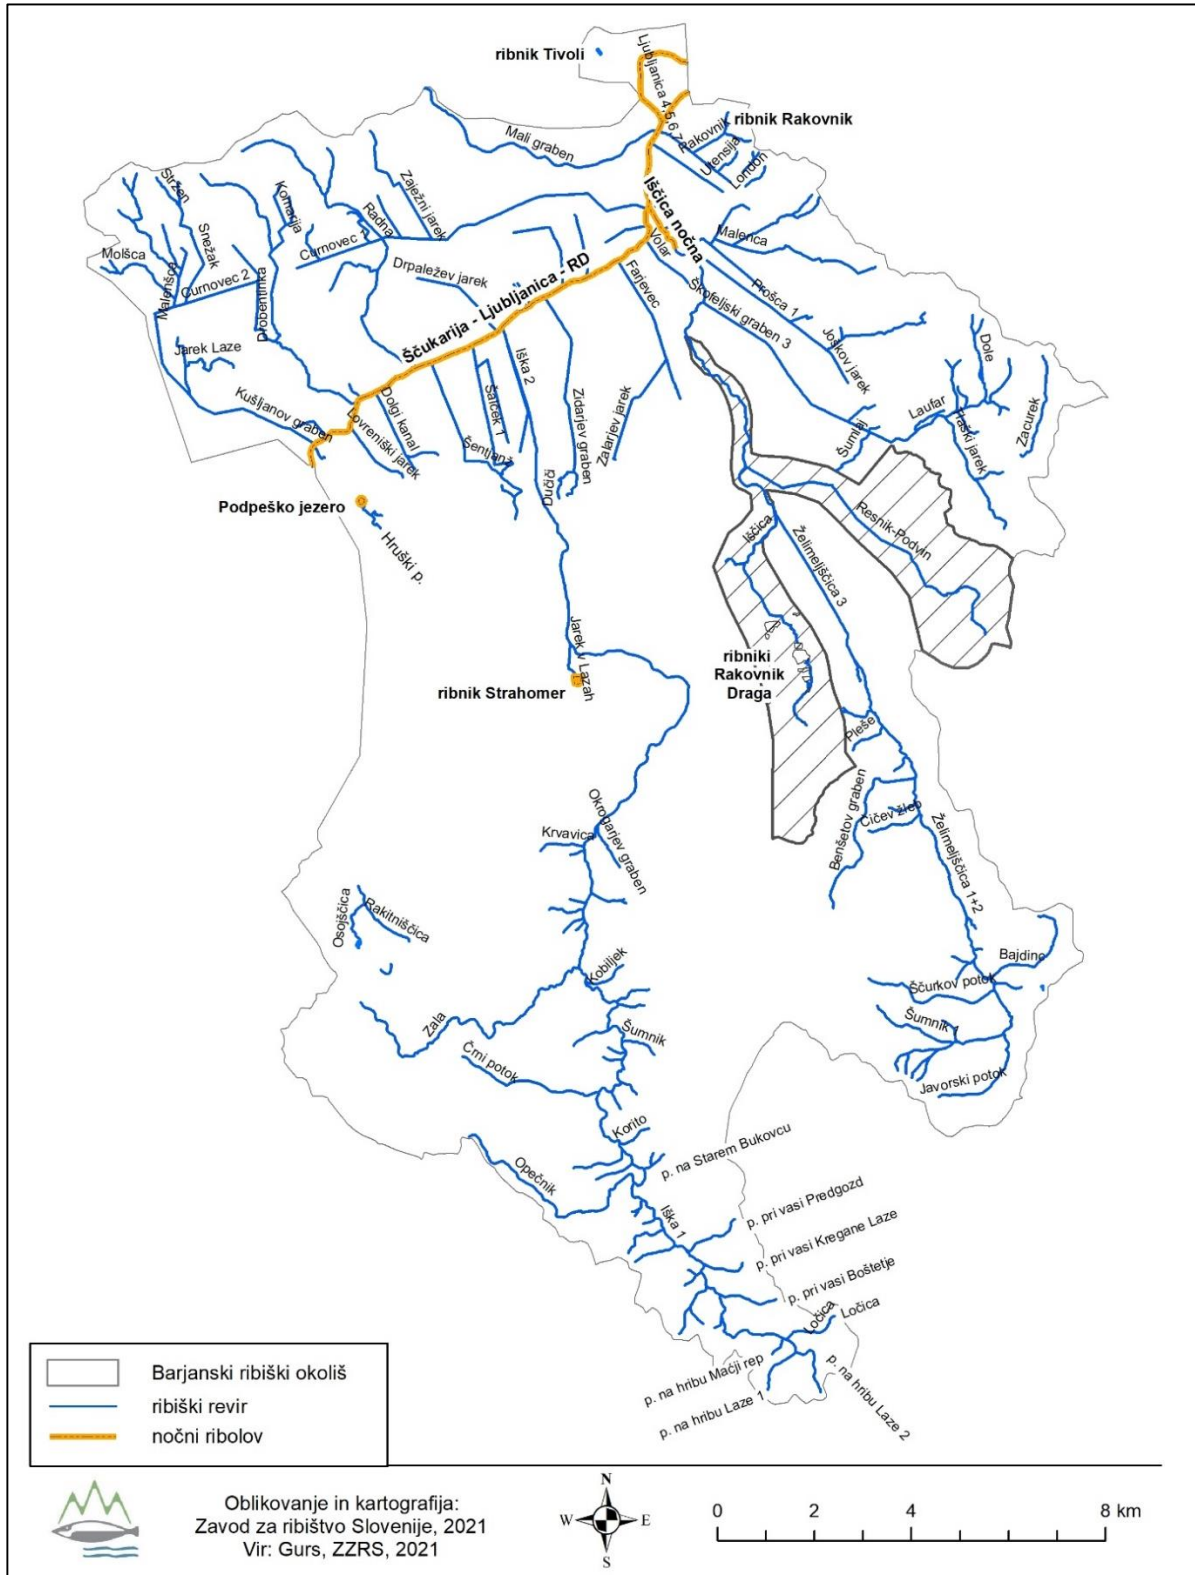 ribnik Tivoli
Ljubljanica 4,5,6,7
ribnik Rakovnik
Rakovnik
Utensija
London
Mali graben
Iščica nočna
Volar
Malenca
Stržen
Snežak
Komarija
Radna
Zaježni jarek
Molšca
Malenšca
Curnovec 2
Curnovec 1
Drobentinka
Drpaležev jarek
Ščukarija - Ljubljanica - RD
Farjevec
Škofeljski graben 3
Prošca 1
Joškov jarek
Dole
Jarek Laze
Kušljanov graben
Lovreniški jarek
Dolgi kanal
Šalček 1
Šentjanž
Iška 2
Zidarjev graben
Zalarjev jarek
Šumlaj
Laufar
Zacurek
Podpeško jezero
Hruški p.
Dičnu
Iščica
Resnik-Podvin
Želimeljščica 3
Jarek v Lazah
ribnik Strahomer
ribniki
Rakovnik
Draga
Pleše
Benšetov graben
Čičev žleb
Želimeljščica 1+2
Krvavica
Okrogarjev graben
Osojščica
Rakitniščica
Bajdinc
Kobiljek
Ščurkov potok
Zala
Šumnik
Šumnik 1
Črni potok
Javorski potok
Korito
p. na Starem Bukovcu
Opečnik
Iška 1
p. pri vasi Predgozd
p. pri vasi Kregane Laze
p. pri vasi Boštetje
Ločica
Ločica
p. na hribu Mačji rep
p. na hribu Laze 1
p. na hribu Laze 2
Barjanski ribiški okoliš
ribiški revir
nočni ribolov
Oblikovanje in kartografija:
Zavod za ribištvo Slovenije, 2021
Vir: Gurs, ZZRS, 2021
N
W
E
S
0 2 4 8 km